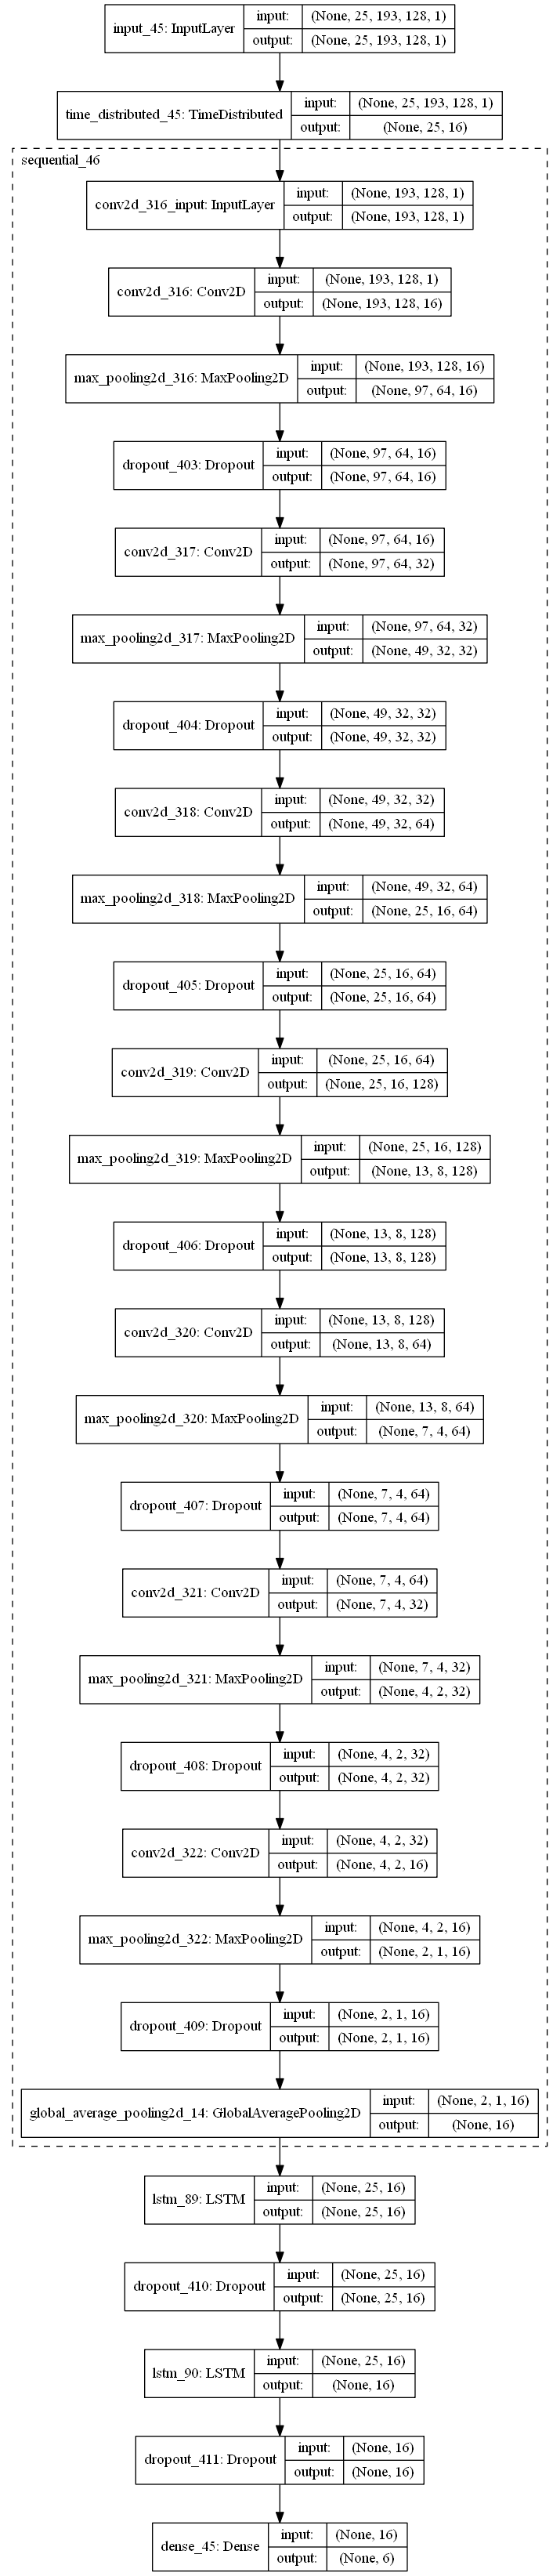 input_45: InputLayer
input: (None, 25, 193, 128, 1)
output: (None, 25, 193, 128, 1)
time_distributed_45: TimeDistributed
input: (None, 25, 193, 128, 1)
output: (None, 25, 16)
sequential_46
conv2d_316_input: InputLayer
input: (None, 193, 128, 1)
output: (None, 193, 128, 1)
conv2d_316: Conv2D
input: (None, 193, 128, 1)
output: (None, 193, 128, 16)
max_pooling2d_316: MaxPooling2D
input: (None, 193, 128, 16)
output: (None, 97, 64, 16)
dropout_403: Dropout
input: (None, 97, 64, 16)
output: (None, 97, 64, 16)
conv2d_317: Conv2D
input: (None, 97, 64, 16)
output: (None, 97, 64, 32)
max_pooling2d_317: MaxPooling2D
input: (None, 97, 64, 32)
output: (None, 49, 32, 32)
dropout_404: Dropout
input: (None, 49, 32, 32)
output: (None, 49, 32, 32)
conv2d_318: Conv2D
input: (None, 49, 32, 32)
output: (None, 49, 32, 64)
max_pooling2d_318: MaxPooling2D
input: (None, 49, 32, 64)
output: (None, 25, 16, 64)
dropout_405: Dropout
input: (None, 25, 16, 64)
output: (None, 25, 16, 64)
conv2d_319: Conv2D
input: (None, 25, 16, 64)
output: (None, 25, 16, 128)
max_pooling2d_319: MaxPooling2D
input: (None, 25, 16, 128)
output: (None, 13, 8, 128)
dropout_406: Dropout
input: (None, 13, 8, 128)
output: (None, 13, 8, 128)
conv2d_320: Conv2D
input: (None, 13, 8, 128)
output: (None, 13, 8, 64)
max_pooling2d_320: MaxPooling2D
input: (None, 13, 8, 64)
output: (None, 7, 4, 64)
dropout_407: Dropout
input: (None, 7, 4, 64)
output: (None, 7, 4, 64)
conv2d_321: Conv2D
input: (None, 7, 4, 64)
output: (None, 7, 4, 32)
max_pooling2d_321: MaxPooling2D
input: (None, 7, 4, 32)
output: (None, 4, 2, 32)
dropout_408: Dropout
input: (None, 4, 2, 32)
output: (None, 4, 2, 32)
conv2d_322: Conv2D
input: (None, 4, 2, 32)
output: (None, 4, 2, 16)
max_pooling2d_322: MaxPooling2D
input: (None, 4, 2, 16)
output: (None, 2, 1, 16)
dropout_409: Dropout
input: (None, 2, 1, 16)
output: (None, 2, 1, 16)
global_average_pooling2d_14: GlobalAveragePooling2D
input: (None, 2, 1, 16)
output: (None, 16)
lstm_89: LSTM
input: (None, 25, 16)
output: (None, 25, 16)
dropout_410: Dropout
input: (None, 25, 16)
output: (None, 25, 16)
lstm_90: LSTM
input: (None, 25, 16)
output: (None, 16)
dropout_411: Dropout
input: (None, 16)
output: (None, 16)
dense_45: Dense
input: (None, 16)
output: (None, 6)